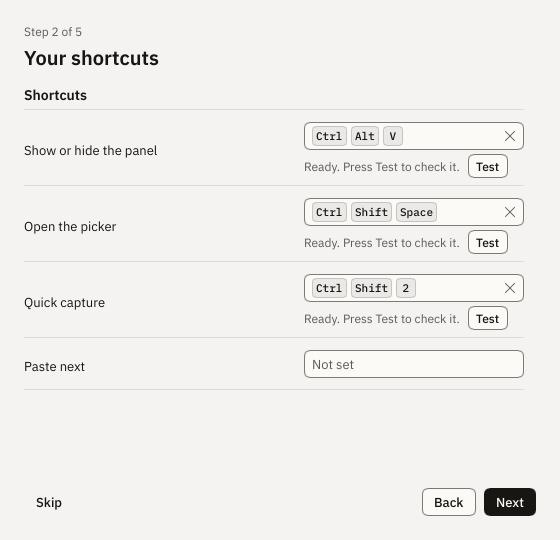 Step 2 of 5
Your shortcuts
Shortcuts
Show or hide the panel
Ctrl Alt V
Ready. Press Test to check it. Test
Open the picker
Ctrl Shift Space
Ready. Press Test to check it. Test
Quick capture
Ctrl Shift 2
Ready. Press Test to check it. Test
Paste next
Not set
Skip
Back
Next